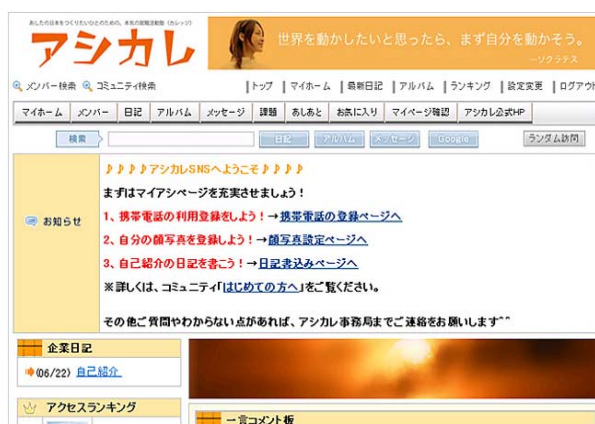 あしたの日本をつくりたいひとのための、本気の就職活動塾(カレッジ)
アシカレ
世界を動かしたいと思ったら、まず自分を動かそう。
—ソクラテス
メンバー検索 コミュニティ検索 | トップ | マイホーム | 最新日記 | アルバム | ランキング | 設定変更 | ログアウト
マイホーム メンバー 日記 アルバム メッセージ 課題 あしあと お気に入り マイページ確認 アシカレ公式HP
検索 日記 アルバム メッセージ Google ランダム訪問
♪♪♪♪アシカレSNSへようこそ♪♪♪♪
まずはマイアシページを充実させましょう!
お知らせ
1、携帯電話の利用登録をしよう!→携帯電話の登録ページへ
2、自分の顔写真を登録しよう!→顔写真設定ページへ
3、自己紹介の日記を書こう!→日記書込みページへ
※詳しくは、コミュニティ「はじめての方へ」をご覧ください。
その他ご質問やわからない点があれば、アシカレ事務局までご連絡をお願いします^^
企業日記
(06/22) 自己紹介
アクセスランキング
一言コメント板